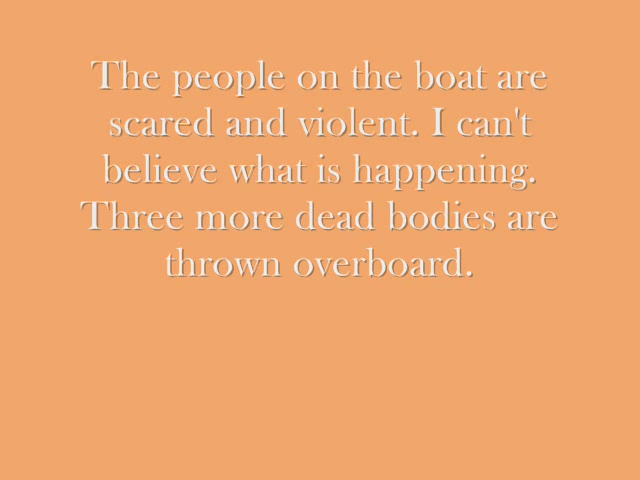 The people on the boat are
scared and violent. I can't
believe what is happening.
Three more dead bodies are
thrown overboard.